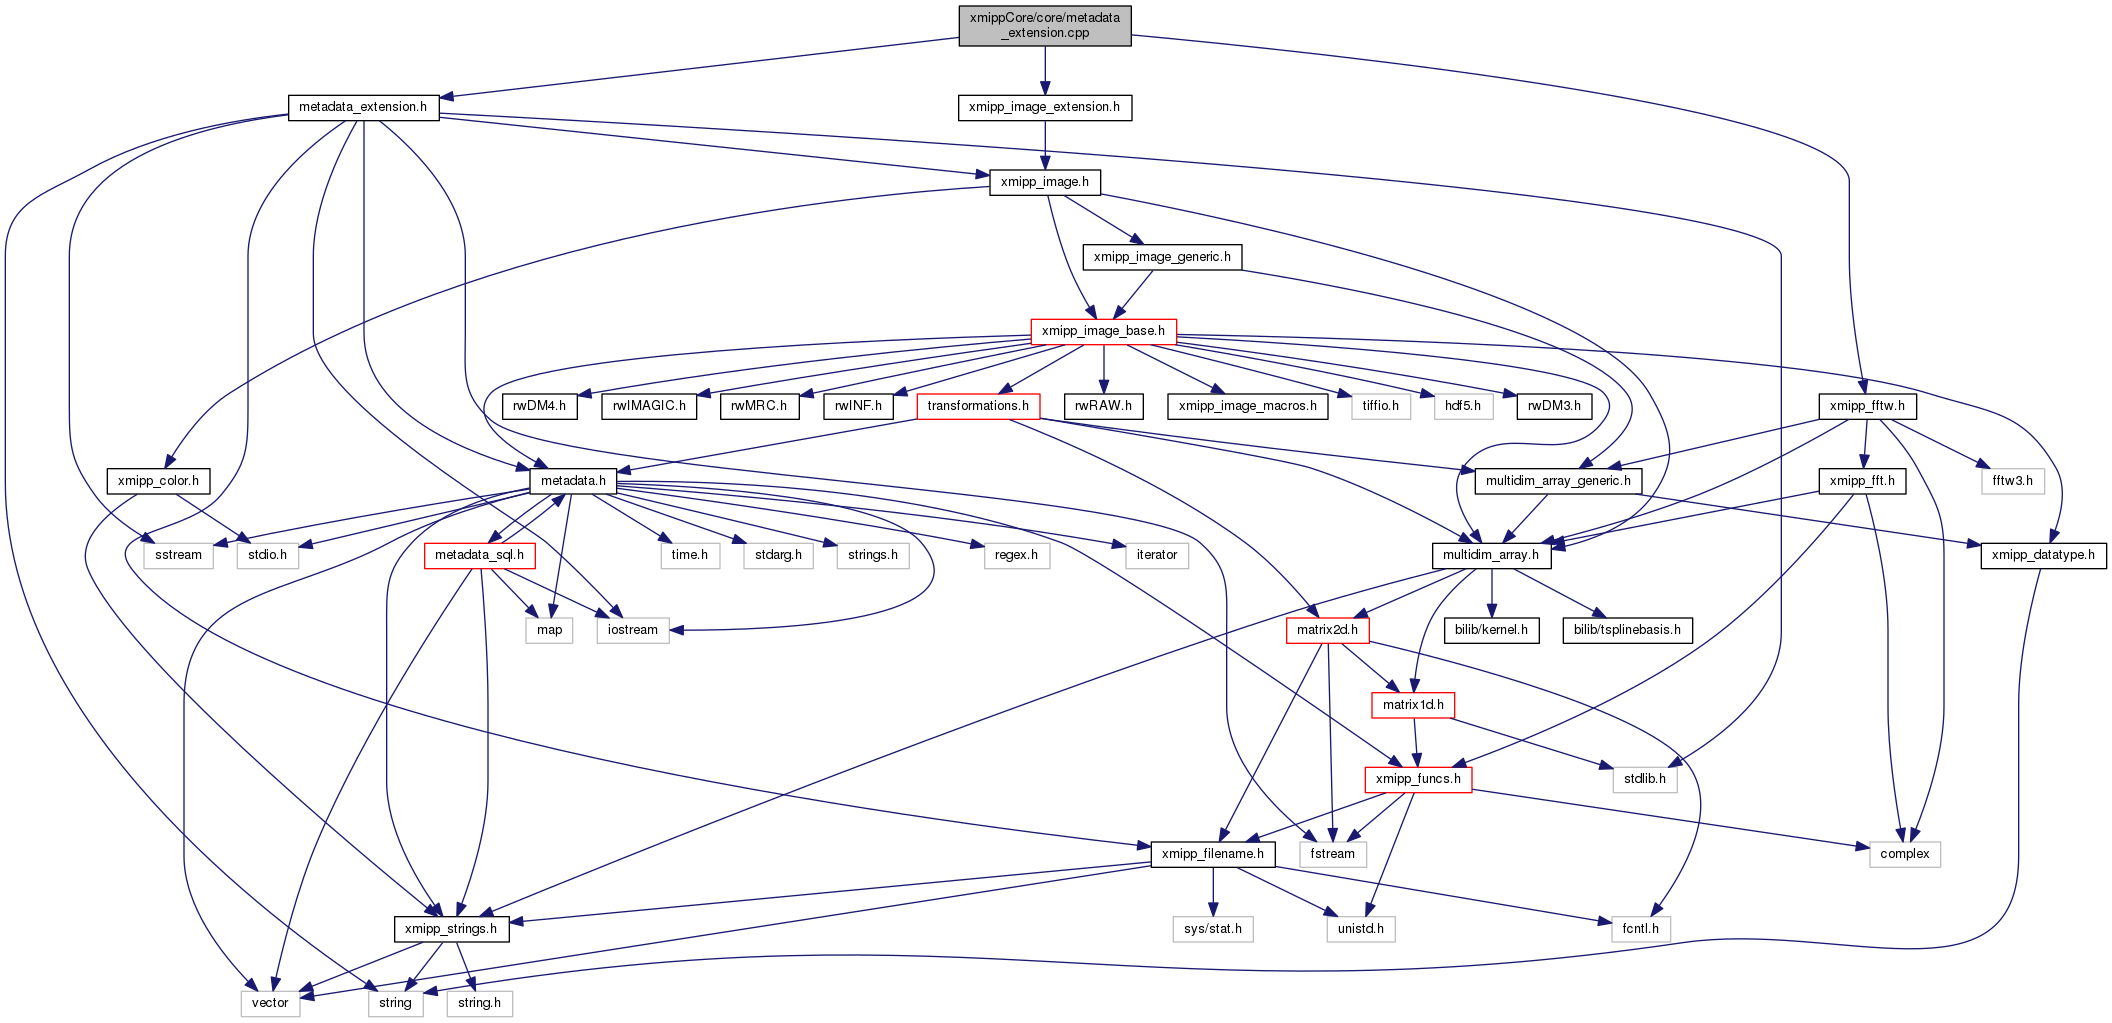 xmippCore/core/metadata
_extension.cpp
metadata_extension.h
xmipp_image_extension.h
xmipp_image.h
xmipp_image_generic.h
xmipp_image_base.h
rwDM4.h
rwIMAGIC.h
rwMRC.h
rwINF.h
transformations.h
rwRAW.h
xmipp_image_macros.h
tiffio.h
hdf5.h
rwDM3.h
xmipp_fftw.h
xmipp_color.h
metadata.h
multidim_array_generic.h
xmipp_fft.h
fftw3.h
sstream
stdio.h
metadata_sql.h
time.h
stdarg.h
strings.h
regex.h
iterator
multidim_array.h
xmipp_datatype.h
map
iostream
matrix2d.h
bilib/kernel.h
bilib/tsplinebasis.h
matrix1d.h
xmipp_funcs.h
stdlib.h
xmipp_filename.h
fstream
complex
xmipp_strings.h
sys/stat.h
unistd.h
fcntl.h
vector
string
string.h